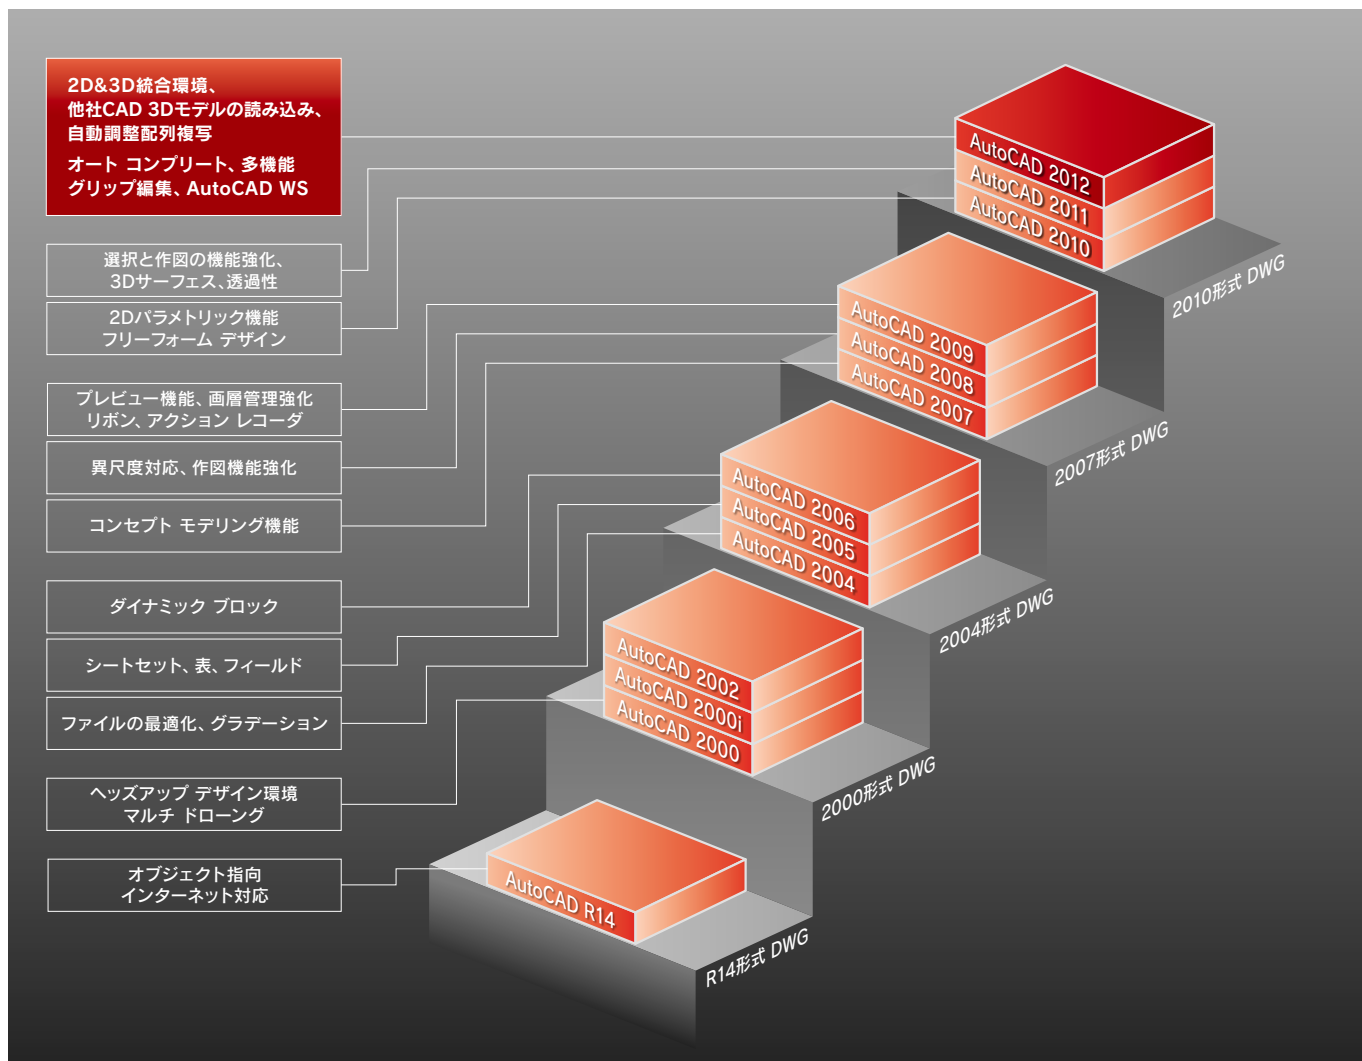 2D&3D統合環境、
他社CAD 3Dモデルの読み込み、
自動調整配列複写
オート コンプリート、多機能
グリップ編集、AutoCAD WS
選択と作図の機能強化、
3Dサーフェス、透過性
2Dパラメトリック機能
フリーフォーム デザイン
プレビュー機能、画層管理強化
リボン、アクション レコーダ
異尺度対応、作図機能強化
コンセプト モデリング機能
ダイナミック ブロック
シートセット、表、フィールド
ファイルの最適化、グラデーション
ヘッズアップ デザイン環境
マルチ ドローング
オブジェクト指向
インターネット対応
AutoCAD 2012
AutoCAD 2011
AutoCAD 2010
2010形式 DWG
AutoCAD 2009
AutoCAD 2008
AutoCAD 2007
2007形式 DWG
AutoCAD 2006
AutoCAD 2005
AutoCAD 2004
2004形式 DWG
AutoCAD 2002
AutoCAD 2000i
AutoCAD 2000
2000形式 DWG
AutoCAD R14
R14形式 DWG